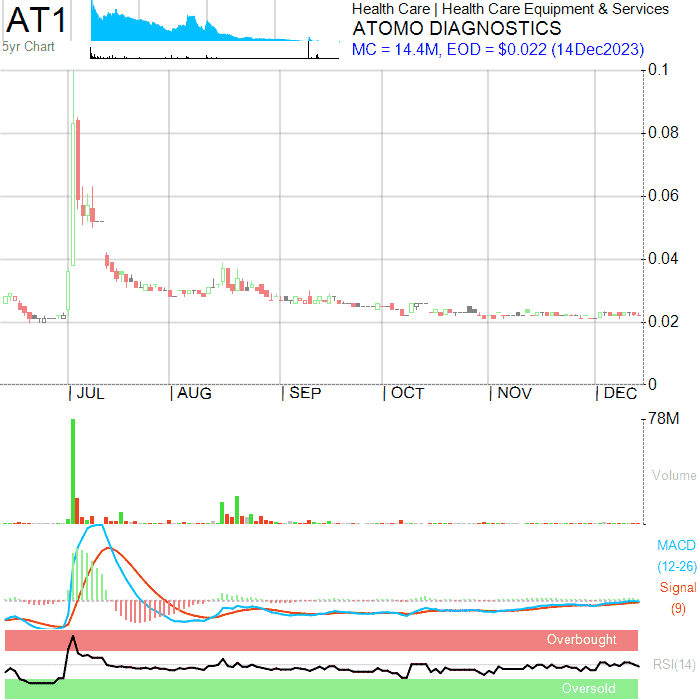 AT1
5yr Chart
Health Care | Health Care Equipment & Services
ATOMO DIAGNOSTICS
MC = 14.4M, EOD = $0.022 (14Dec2023)
0.1
0.08
0.06
0.04
0.02
0
JUL AUG SEP OCT NOV DEC
78M
Volume
MACD
(12-26)
Signal
(9)
Overbought
RSI(14)
Oversold